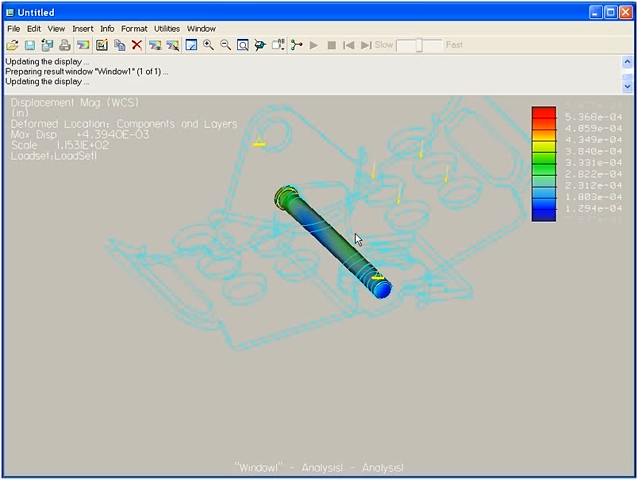 Untitled
File Edit View Insert Info Format Utilities Window
Slow Fast
Updating the display ...
Preparing result window "Window1" (1 of 1) ...
Updating the display ...
Displacement Mag (WCS)
(in)
Deformed Location: Components and Layers
Max Disp +4.3940E-03
Scale 1.1531E+02
Loadset:LoadSet1
5.368e-04
4.859e-04
4.349e-04
3.840e-04
3.331e-04
2.822e-04
2.312e-04
1.803e-04
1.294e-04
"Window1" - Analysis1 - Analysis1